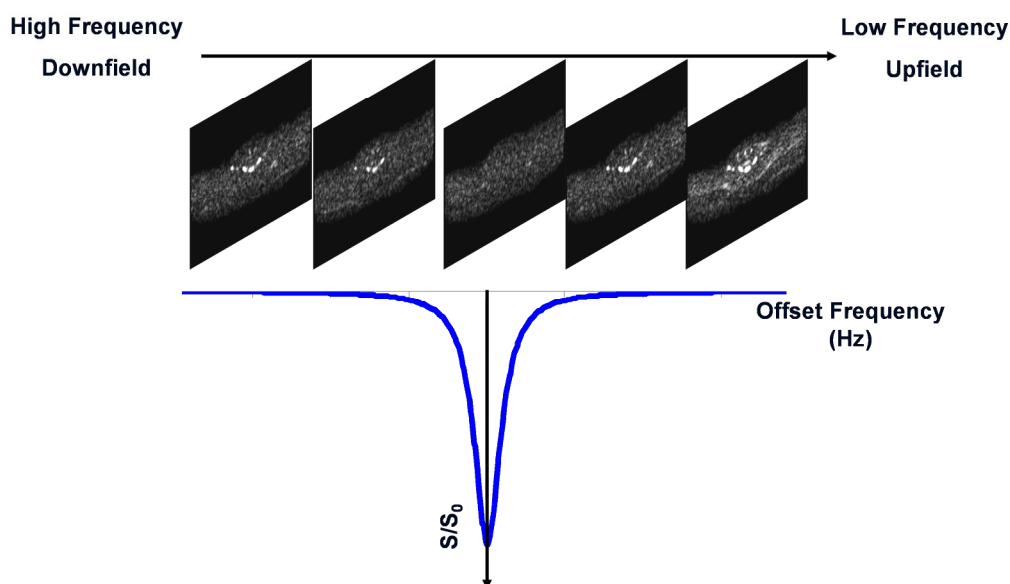 High Frequency
Downfield
Low Frequency
Upfield
Offset Frequency
(Hz)
S/S₀